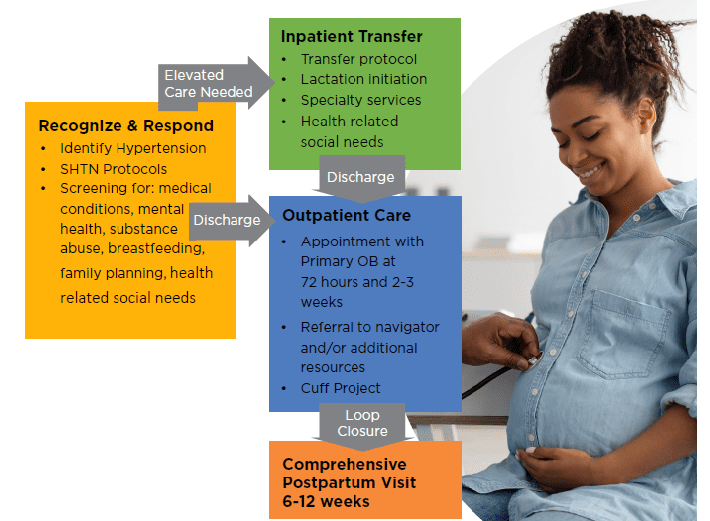 Inpatient Transfer
• Transfer protocol
• Lactation initiation
• Specialty services
• Health related
social needs
Elevated
Care Needed
Recognize & Respond
• Identify Hypertension
• SHTN Protocols
• Screening for: medical
conditions, mental
health, substance
abuse, breastfeeding,
family planning, health
related social needs
Discharge
Discharge
Outpatient Care
• Appointment with
Primary OB at
72 hours and 2-3
weeks
• Referral to navigator
and/or additional
resources
• Cuff Project
Loop
Closure
Comprehensive
Postpartum Visit
6-12 weeks